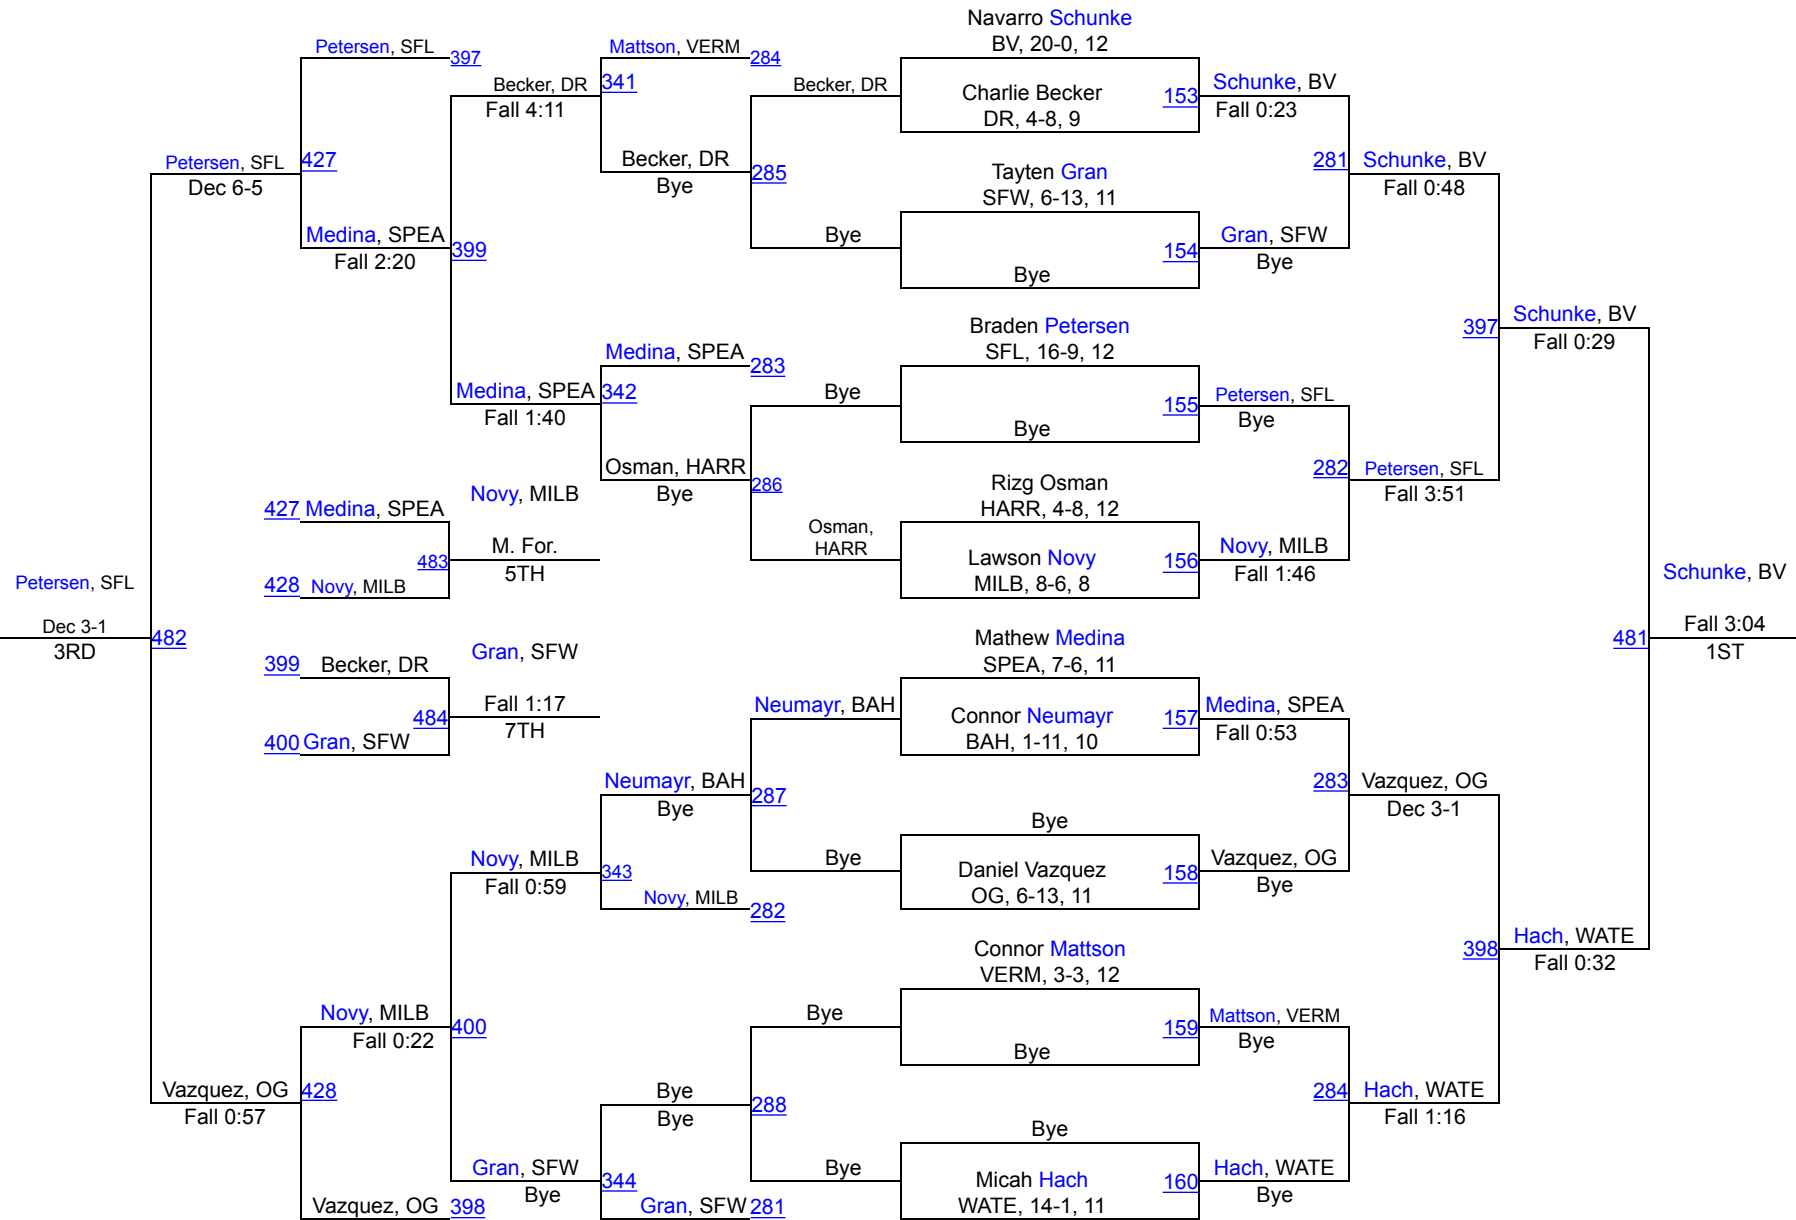 Navarro Schunke
BV, 20-0, 12
Petersen, SFL
397
Mattson, VERM
284
Becker, DR
341
Fall 4:11
Becker, DR
Charlie Becker
DR, 4-8, 9
153
Schunke, BV
Fall 0:23
Petersen, SFL
427
Dec 6-5
Becker, DR
Bye
285
Tayten Gran
SFW, 6-13, 11
281
Schunke, BV
Fall 0:48
Medina, SPEA
399
Fall 2:20
Bye
Bye
154
Gran, SFW
Bye
Braden Petersen
SFL, 16-9, 12
397
Schunke, BV
Fall 0:29
Medina, SPEA
283
Medina, SPEA
342
Fall 1:40
Bye
Bye
155
Petersen, SFL
Bye
Osman, HARR
Bye
286
Rizg Osman
HARR, 4-8, 12
282
Petersen, SFL
Fall 3:51
427
Medina, SPEA
Novy, MILB
483
M. For.
5TH
428
Novy, MILB
Osman,
HARR
Lawson Novy
MILB, 8-6, 8
156
Novy, MILB
Fall 1:46
Petersen, SFL
Dec 3-1
3RD
482
Schunke, BV
481
Fall 3:04
1ST
399
Becker, DR
Gran, SFW
484
Fall 1:17
7TH
400
Gran, SFW
Mathew Medina
SPEA, 7-6, 11
Neumayr, BAH
Connor Neumayr
BAH, 1-11, 10
157
Medina, SPEA
Fall 0:53
Neumayr, BAH
Bye
287
283
Vazquez, OG
Dec 3-1
Bye
Novy, MILB
343
Fall 0:59
Bye
Daniel Vazquez
OG, 6-13, 11
158
Vazquez, OG
Bye
Novy, MILB
282
Connor Mattson
VERM, 3-3, 12
398
Hach, WATE
Fall 0:32
Novy, MILB
400
Fall 0:22
Bye
Bye
159
Mattson, VERM
Bye
Vazquez, OG
428
Fall 0:57
Bye
Bye
288
284
Hach, WATE
Fall 1:16
Bye
Gran, SFW
344
Bye
Bye
Micah Hach
WATE, 14-1, 11
160
Hach, WATE
Bye
Vazquez, OG
398
Gran, SFW
281